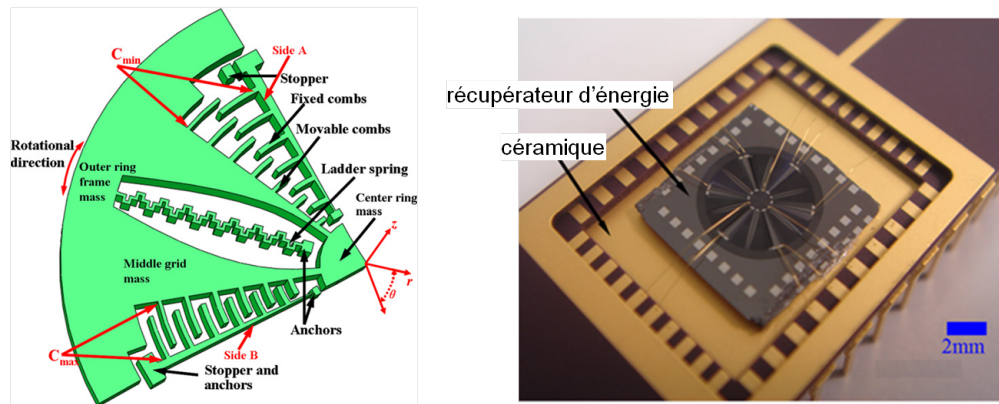 C min
Side A
Stopper
Fixed combs
Movable combs
Rotational
direction
Outer ring
frame mass
Ladder spring
Center ring
mass
z
Middle grid
mass
r
θ
Anchors
C max
Side B
Stopper and
anchors
récupérateur d'énergie
céramique
2mm